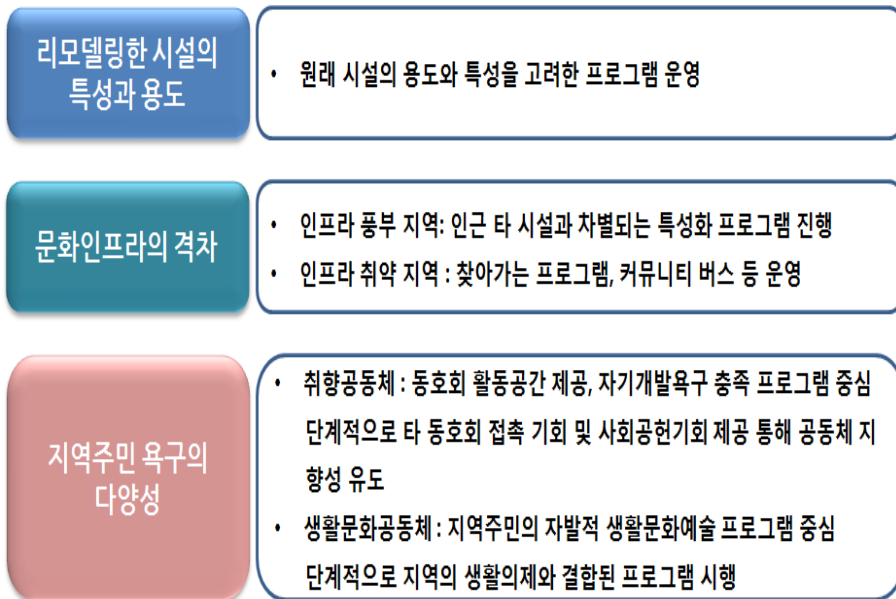 리모델링한 시설의
특성과 용도
• 원래 시설의 용도와 특성을 고려한 프로그램 운영
문화인프라의 격차
• 인프라 풍부 지역: 인근 타 시설과 차별되는 특성화 프로그램 진행
• 인프라 취약 지역 : 찾아가는 프로그램, 커뮤니티 버스 등 운영
지역주민 욕구의
다양성
• 취향공동체 : 동호회 활동공간 제공, 자기개발욕구 충족 프로그램 중심
단계적으로 타 동호회 접촉 기회 및 사회공헌기회 제공 통해 공동체 지
향성 유도
• 생활문화공동체 : 지역주민의 자발적 생활문화예술 프로그램 중심
단계적으로 지역의 생활의제와 결합된 프로그램 시행